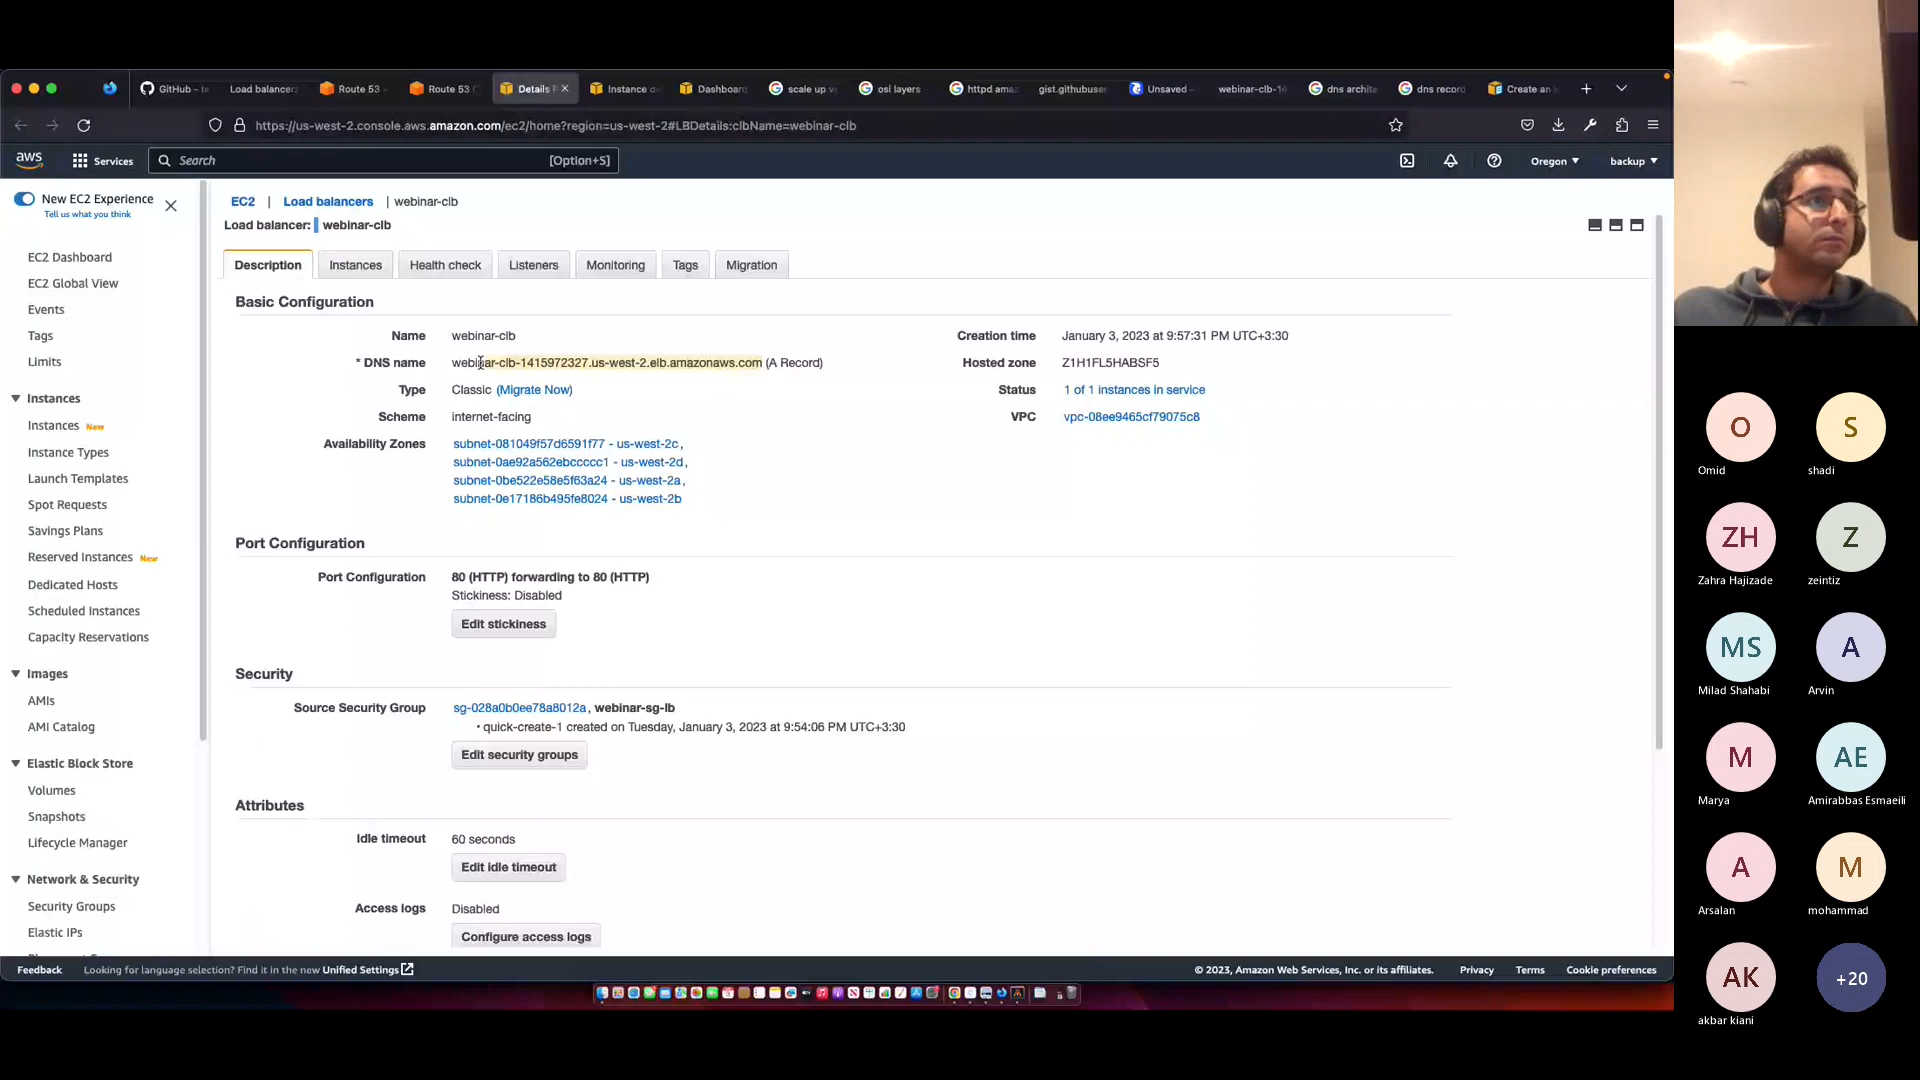 GitHub - te
Load balancers
Route 53 -
Route 53 C
Details |
Instance de
Dashboard
scale up v
osi layers
httpd ama
gist.githubuse
Unsaved –
webinar-clb-1
dns archit
dns record
Create an
https://us-west-2.console.aws.amazon.com/ec2/home?region=us-west-2#LBDetails:clbName=webinar-clb
aws
Services
Search
[Option+S]
Oregon
backup
New EC2 Experience
Tell us what you think
EC2 Dashboard
EC2 Global View
Events
Tags
Limits
Instances
Instances New
Instance Types
Launch Templates
Spot Requests
Savings Plans
Reserved Instances New
Dedicated Hosts
Scheduled Instances
Capacity Reservations
Images
AMIs
AMI Catalog
Elastic Block Store
Volumes
Snapshots
Lifecycle Manager
Network & Security
Security Groups
Elastic IPs
EC2 | Load balancers | webinar-clb
Load balancer: webinar-clb
Description
Instances
Health check
Listeners
Monitoring
Tags
Migration
Basic Configuration
Name webinar-clb
* DNS name webinar-clb-1415972327.us-west-2.elb.amazonaws.com (A Record)
Type Classic (Migrate Now)
Scheme internet-facing
Availability Zones subnet-081049f57d6591f77 - us-west-2c,
subnet-0ae92a562ebccccc1 - us-west-2d,
subnet-0be522e58e5f63a24 - us-west-2a,
subnet-0e17186b495fe8024 - us-west-2b
Creation time January 3, 2023 at 9:57:31 PM UTC+3:30
Hosted zone Z1H1FL5HABSF5
Status 1 of 1 instances in service
VPC vpc-08ee9465cf79075c8
Port Configuration
Port Configuration 80 (HTTP) forwarding to 80 (HTTP)
Stickiness: Disabled
Edit stickiness
Security
Source Security Group sg-028a0b0ee78a8012a, webinar-sg-lb
• quick-create-1 created on Tuesday, January 3, 2023 at 9:54:06 PM UTC+3:30
Edit security groups
Attributes
Idle timeout 60 seconds
Edit idle timeout
Access logs Disabled
Configure access logs
Feedback
Looking for language selection? Find it in the new Unified Settings
© 2023, Amazon Web Services, Inc. or its affiliates.
Privacy
Terms
Cookie preferences
O
Omid
S
shadi
ZH
Zahra Hajizade
Z
zeintiz
MS
Milad Shahabi
A
Arvin
M
Marya
AE
Amirabbas Esmaeili
A
Arsalan
M
mohammad
AK
akbar kiani
+20